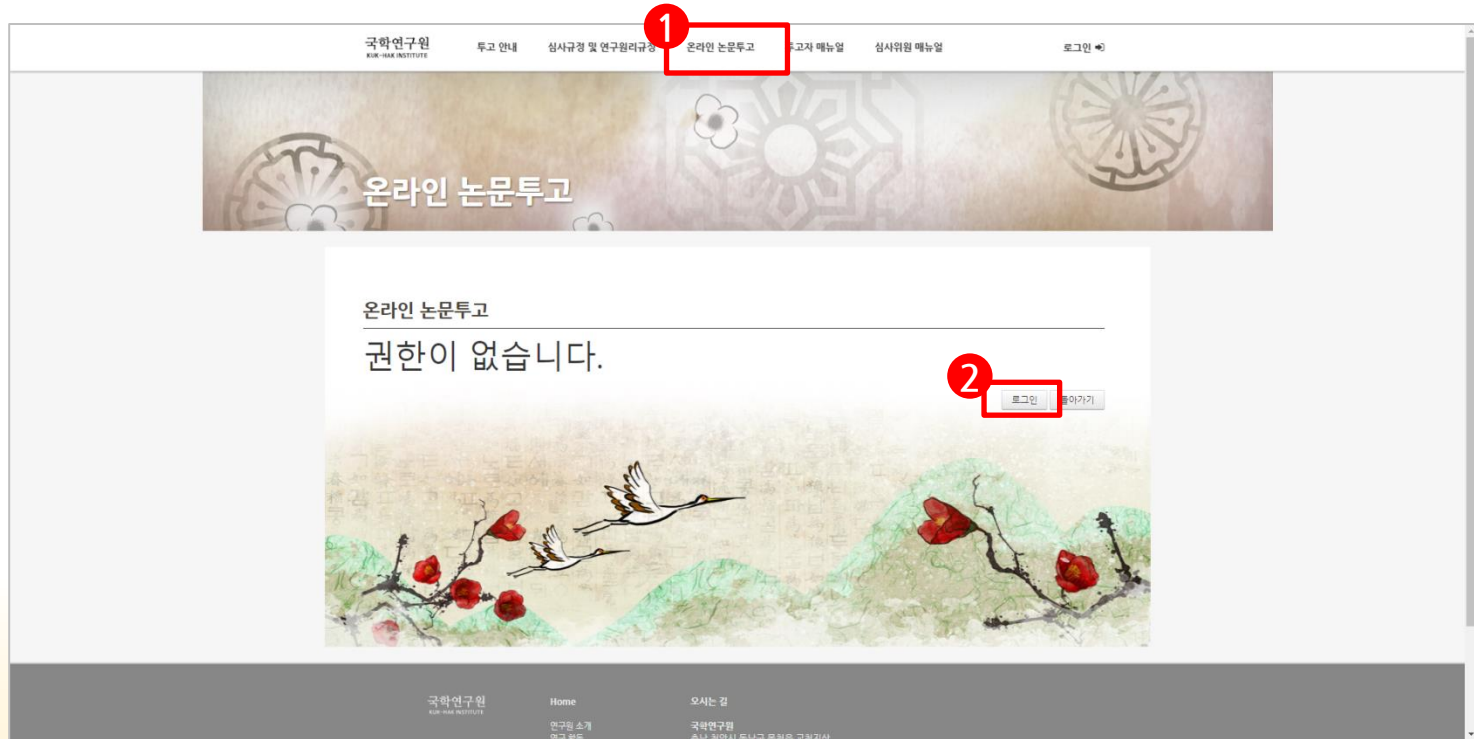 1
국학연구원 투고 안내 심사규정 및 연구원리규정 온라인 논문투고 투고자 매뉴얼 심사위원 매뉴얼 로그인
KUK-HAK INSTITUTE
온라인 논문투고
온라인 논문투고
권한이 없습니다.
2
로그인 돌아가기
국학연구원 Home 오시는 길
KUK-HAK INSTITUTE
연구원 소개 국학연구원